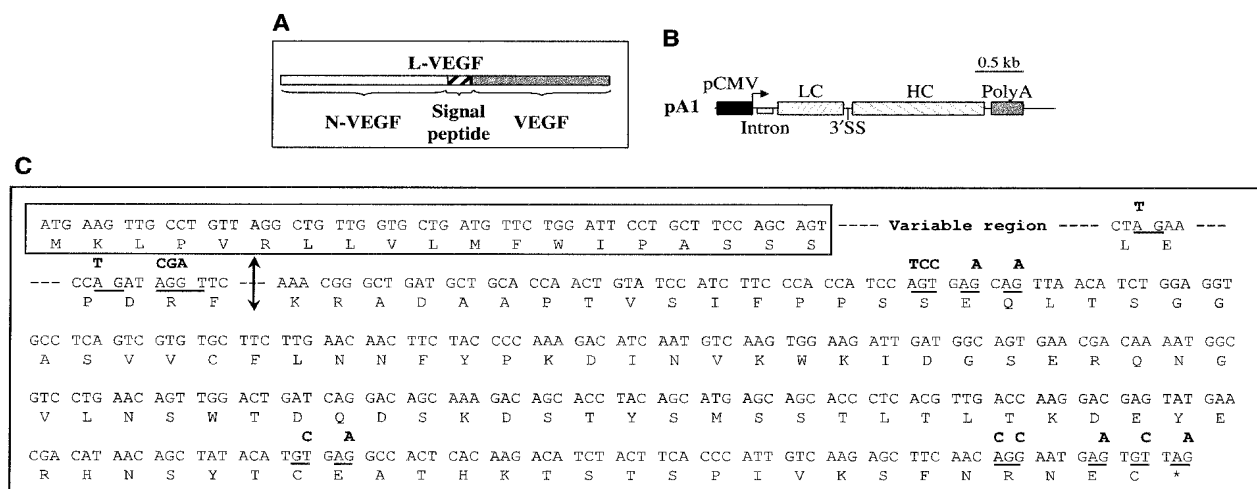 A
L-VEGF
N-VEGF
Signal peptide
VEGF
B
0.5 kb
pCMV
LC
HC
PolyA
pA1
Intron
3'SS
C
T
ATG AAG TTG CCT GTT AGG CTG TTG GTG CTG ATG TTC TGG ATT CCT GCT TCC AGC AGT ---- Variable region ---- CTA GAA ----
M K L P V R L L V L M F W I P A S S S L E
T CGA TCC A A
---- CCA GAT AGG TTC --- AAA CGG GCT GAT GCT GCA CCA ACT GTA TCC ATC TTC CCA CCA TCC AGT GAG CAG TTA ACA TCT GGA GGT
P D R F K R A D A A P T V S I F P P S S E Q L T S G G
GCC TCA GTC GTG TGC TTC TTG AAC AAC TTC TAC CCC AAA GAC ATC AAT GTC AAG TGG AAG ATT GAT GGC AGT GAA CGA CAA AAT GGC
A S V V C F L N N F Y P K D I N V K W K I D G S E R Q N G
GTC CTG AAC AGT TGG ACT GAT CAG GAC AGC AAA GAC AGC ACC TAC AGC ATG AGC AGC ACC CTC ACG TTG ACC AAG GAC GAG TAT GAA
V L N S W T D Q D S K D S T Y S M S S T L T L T K D E Y E
C A C C A C A
CGA CAT AAC AGC TAT ACA TGT GAG GCC ACT CAC AAG ACA TCT ACT TCA CCC ATT GTC AAG AGC TTC AAC AGG AAT GAG TGT TAG
R H N S Y T C E A T H K T S T S P I V K S F N R N E C *